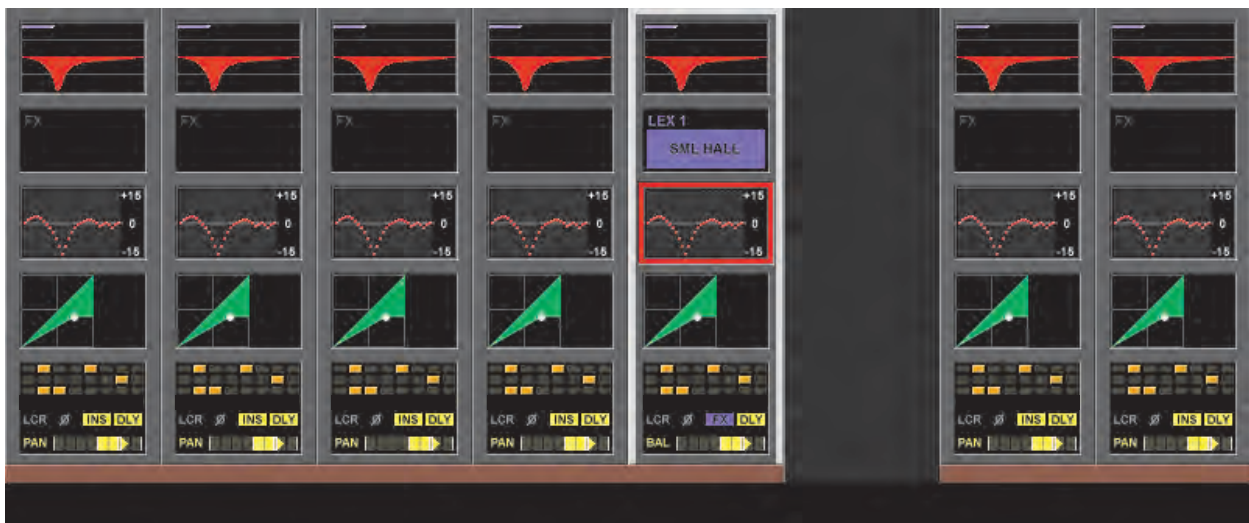 FX FX FX FX LEX 1 FX FX
SML HALL
+15 +15 +15 +15 +15 +15 +15
0 0 0 0 0 0 0
-15 -15 -15 -15 -15 -15 -15
LCR Ø INS DLY LCR Ø INS DLY LCR Ø INS DLY LCR Ø INS DLY LCR Ø FX DLY LCR Ø INS DLY LCR Ø INS DLY
PAN PAN PAN PAN BAL PAN PAN